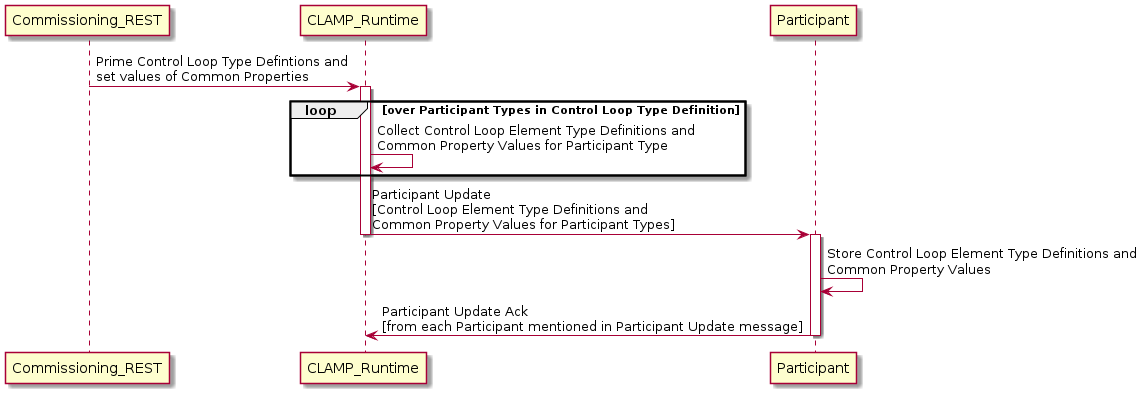 Commissioning_REST
CLAMP_Runtime
Participant
Prime Control Loop Type Defintions and
set values of Common Properties
loop
[over Participant Types in Control Loop Type Definition]
Collect Control Loop Element Type Definitions and
Common Property Values for Participant Type
Participant Update
[Control Loop Element Type Definitions and
Common Property Values for Participant Types]
Store Control Loop Element Type Definitions and
Common Property Values
Participant Update Ack
[from each Participant mentioned in Participant Update message]
Commissioning_REST
CLAMP_Runtime
Participant